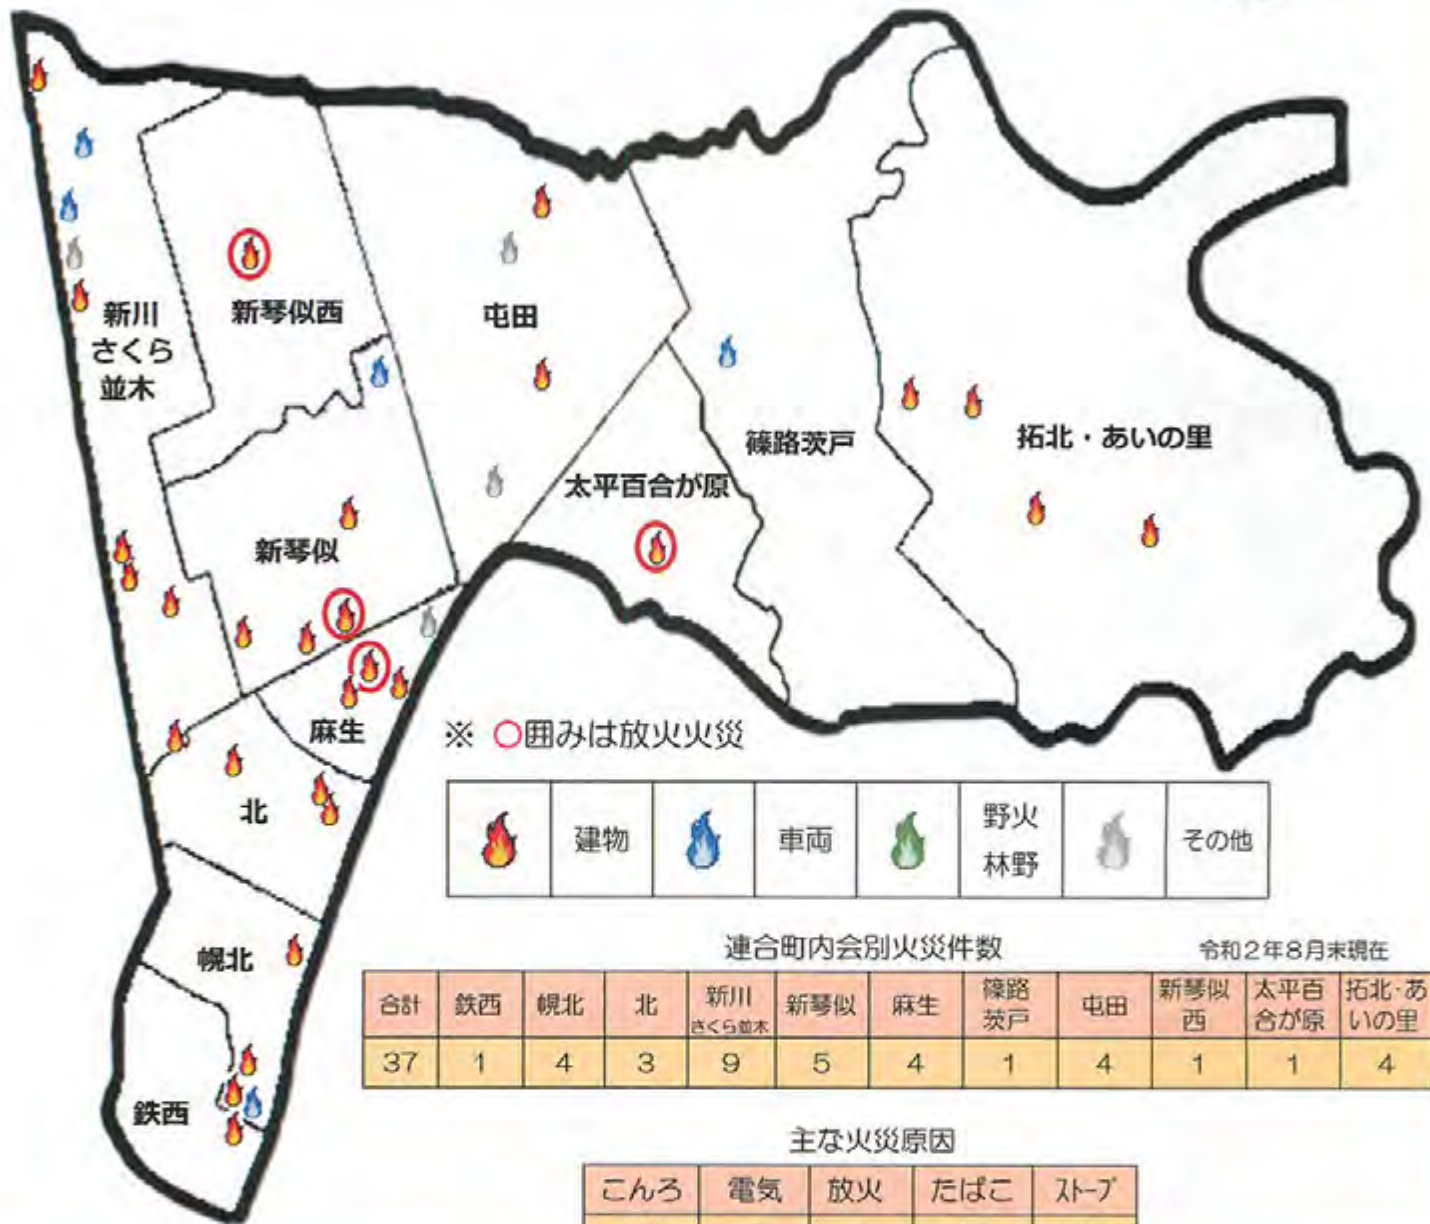 新川
さくら
並木
新琴似西
屯田
篠路茨戸
拓北・あいの里
太平百合が原
新琴似
麻生
北
幌北
鉄西
※ ○囲みは放火火災
建物
車両
野火
林野
その他
連合町内会別火災件数
令和2年8月末現在
合計 鉄西 幌北 北 新川さくら並木 新琴似 麻生 篠路茨戸 屯田 新琴似西 太平百合が原 拓北・あいの里
37 1 4 3 9 5 4 1 4 1 1 4
主な火災原因
こんろ 電気 放火 たばこ ストーブ